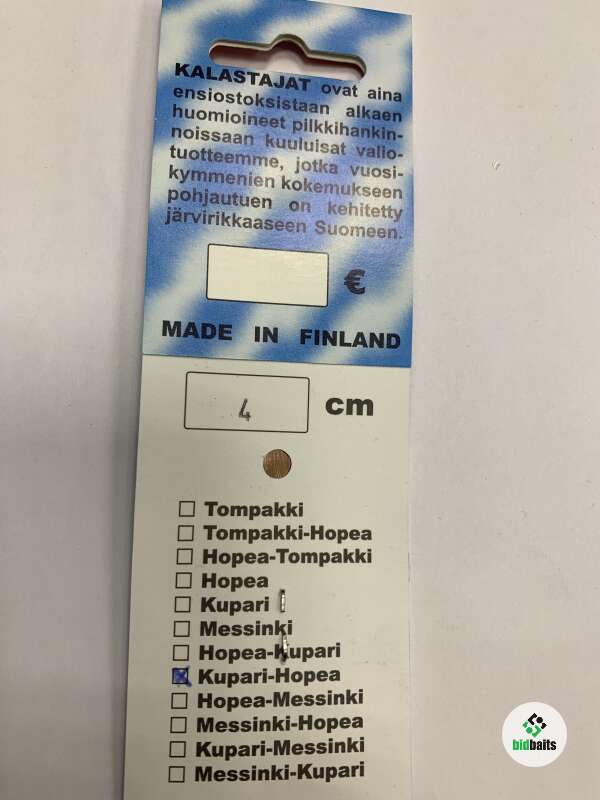 KALASTAJAT ovat aina
ensiostoksistaan alkaen
huomioineet pilkkihankin-
noissaan kuuluisat valio-
tuotteemme, jotka vuosi-
kymmenien kokemukseen
pohjautuen on kehitetty
järvirikkaaseen Suomeen.
€
MADE IN FINLAND
4 cm
Tompakki
Tompakki-Hopea
Hopea-Tompakki
Hopea
Kupari
Messinki
Hopea-Kupari
Kupari-Hopea
Hopea-Messinki
Messinki-Hopea
Kupari-Messinki
Messinki-Kupari
bidbaits